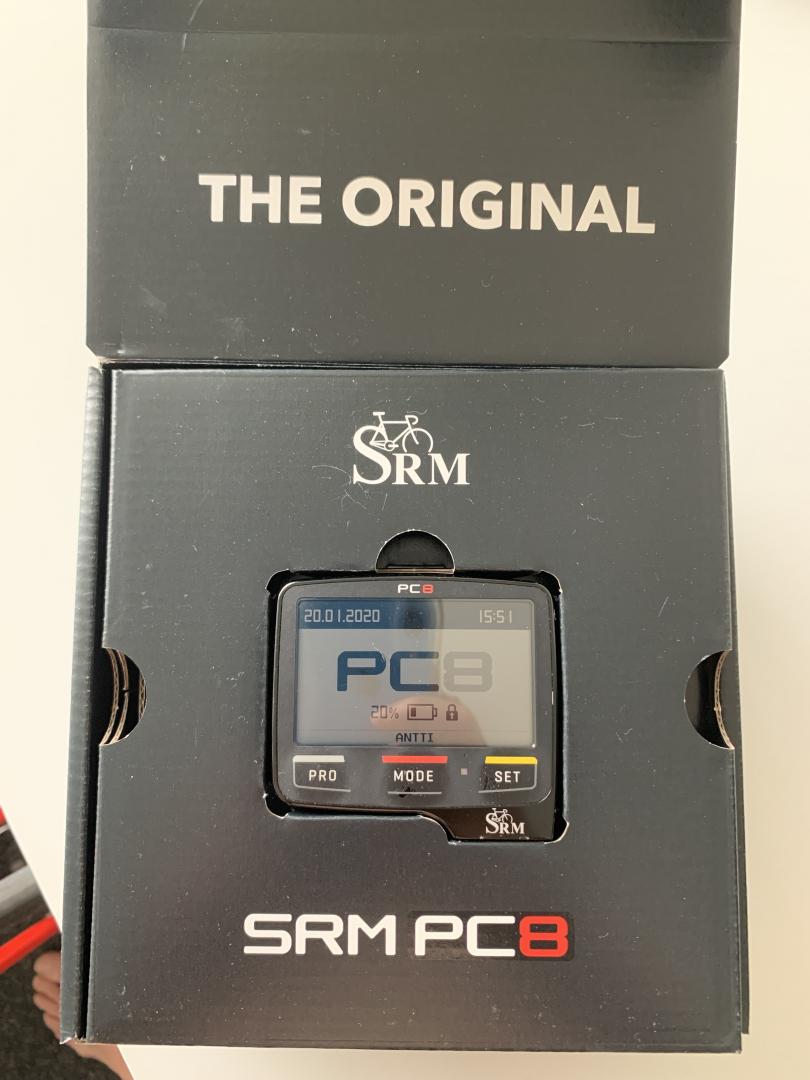 THE ORIGINAL
SRM
PC8
20.01.2020 15:51
PC8
20%
ANTTI
PRO MODE SET
SRM
SRM PC8